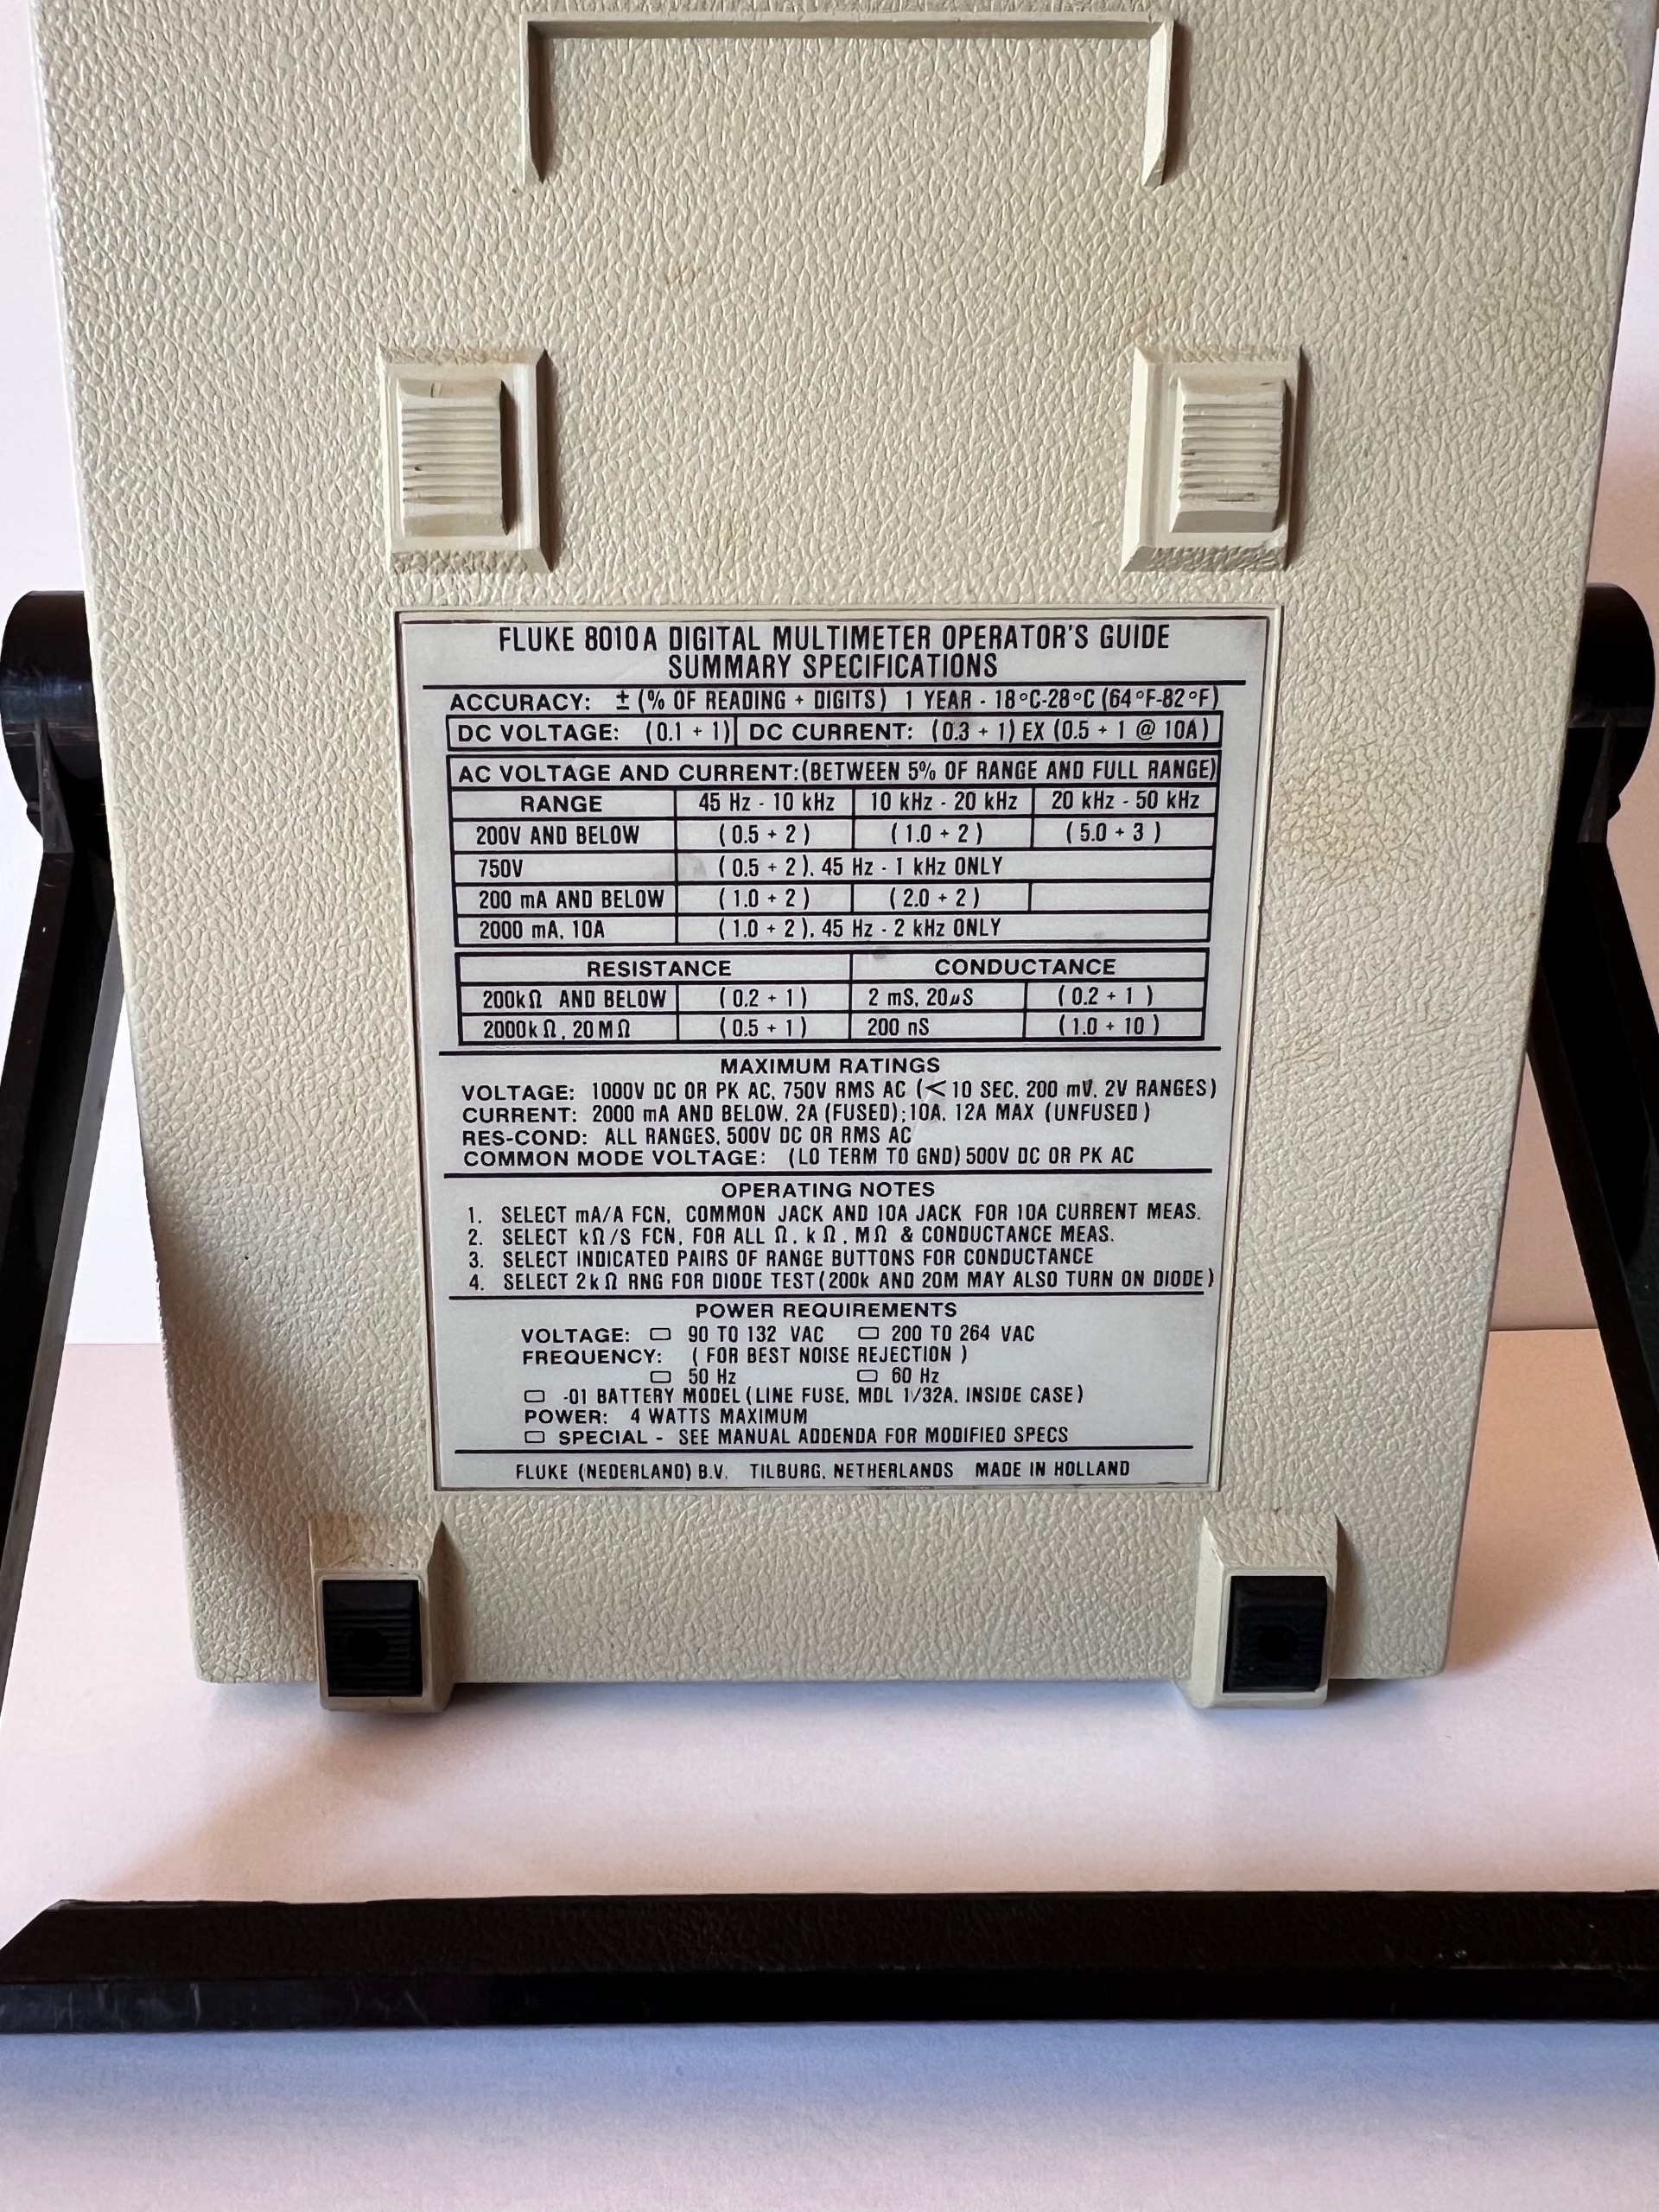 FLUKE 8010A DIGITAL MULTIMETER OPERATOR'S GUIDE
SUMMARY SPECIFICATIONS
ACCURACY: ± (% OF READING + DIGITS) 1 YEAR - 18°C-28°C (64°F-82°F)
DC VOLTAGE: (0.1 + 1) DC CURRENT: (0.3 + 1) EX (0.5 + 1 @ 10A)
AC VOLTAGE AND CURRENT:(BETWEEN 5% OF RANGE AND FULL RANGE)
RANGE 45 Hz - 10 kHz 10 kHz - 20 kHz 20 kHz - 50 kHz
200V AND BELOW (0.5 + 2) (1.0 + 2) (5.0 + 3)
750V (0.5 + 2), 45 Hz - 1 kHz ONLY
200 mA AND BELOW (1.0 + 2) (2.0 + 2)
2000 mA, 10A (1.0 + 2), 45 Hz - 2 kHz ONLY
RESISTANCE CONDUCTANCE
200kΩ AND BELOW (0.2 + 1) 2 mS, 20µS (0.2 + 1)
2000kΩ, 20MΩ (0.5 + 1) 200 nS (1.0 + 10)
MAXIMUM RATINGS
VOLTAGE: 1000V DC OR PK AC, 750V RMS AC (<10 SEC, 200 mV, 2V RANGES)
CURRENT: 2000 mA AND BELOW, 2A (FUSED); 10A, 12A MAX (UNFUSED)
RES-COND: ALL RANGES, 500V DC OR RMS AC
COMMON MODE VOLTAGE: (LO TERM TO GND) 500V DC OR PK AC
OPERATING NOTES
1. SELECT mA/A FCN, COMMON JACK AND 10A JACK FOR 10A CURRENT MEAS.
2. SELECT kΩ/S FCN, FOR ALL Ω, kΩ, MΩ & CONDUCTANCE MEAS.
3. SELECT INDICATED PAIRS OF RANGE BUTTONS FOR CONDUCTANCE
4. SELECT 2kΩ RNG FOR DIODE TEST (200k AND 20M MAY ALSO TURN ON DIODE)
POWER REQUIREMENTS
VOLTAGE: 90 TO 132 VAC 200 TO 264 VAC
FREQUENCY: (FOR BEST NOISE REJECTION)
50 Hz 60 Hz
-01 BATTERY MODEL (LINE FUSE, MDL 1/32A, INSIDE CASE)
POWER: 4 WATTS MAXIMUM
SPECIAL - SEE MANUAL ADDENDA FOR MODIFIED SPECS
FLUKE (NEDERLAND) B.V. TILBURG, NETHERLANDS MADE IN HOLLAND